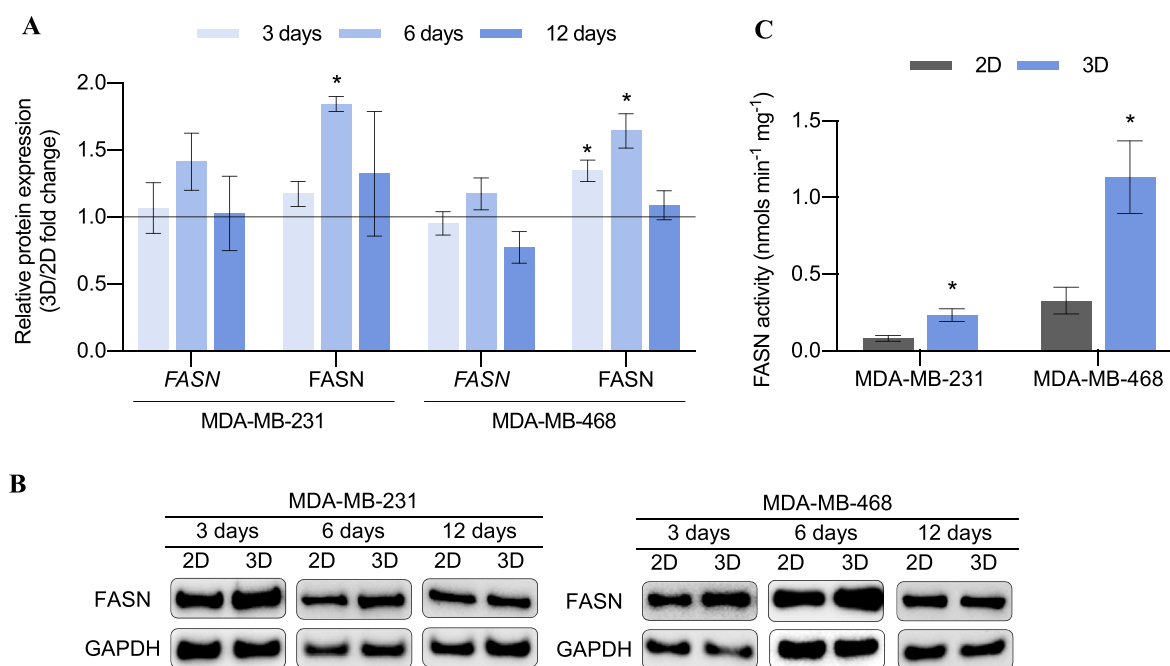 A
3 days 6 days 12 days
Relative protein expression
(3D/2D fold change)
2.0
1.5
1.0
0.5
0.0
* * *
FASN FASN FASN FASN
MDA-MB-231 MDA-MB-468
C
2D 3D
FASN activity (nmols min⁻¹ mg⁻¹)
1.5
1.0
0.5
0.0
* *
MDA-MB-231 MDA-MB-468
B
MDA-MB-231
3 days 6 days 12 days
2D 3D 2D 3D 2D 3D
FASN
GAPDH
MDA-MB-468
3 days 6 days 12 days
2D 3D 2D 3D 2D 3D
FASN
GAPDH